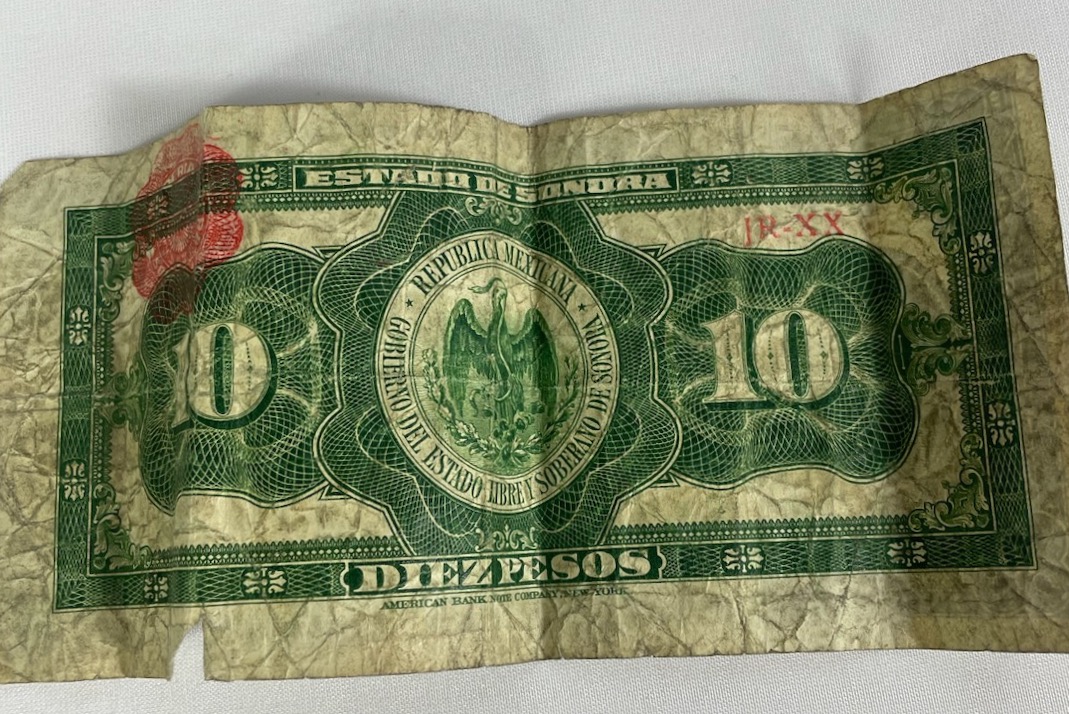 ESTADO DE SONORA
JR-XX
★ REPUBLICA MEXICANA ★
GOBIERNO DEL ESTADO LIBRE Y SOBERANO DE SONORA
10
10
DIEZ PESOS
AMERICAN BANK NOTE COMPANY, NEW-YORK.